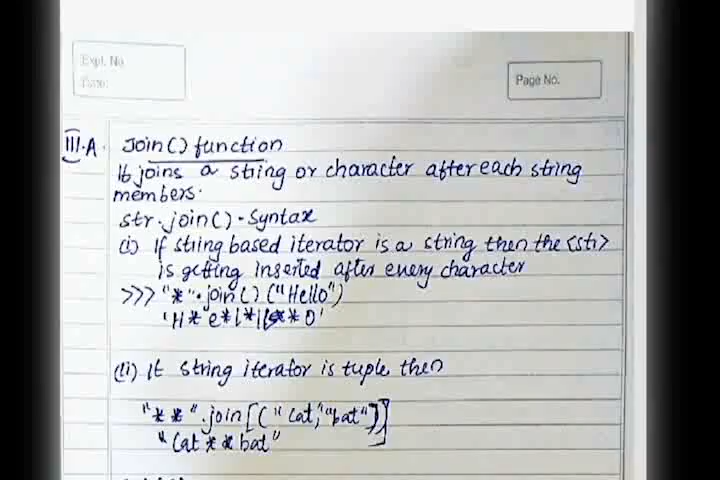 Expt. No.
Date:
Page No.
III.A. Join() function
It joins a string or character after each string
members.
str.join() . Syntax
(i) If string based iterator is a string then the <str>
is getting inserted after every character
>>> "*".join() ("Hello")
'H*e*l*l**O'
(ii) It string iterator is tuple then
"**".join[("Cat","bat")]
"Cat**bat"